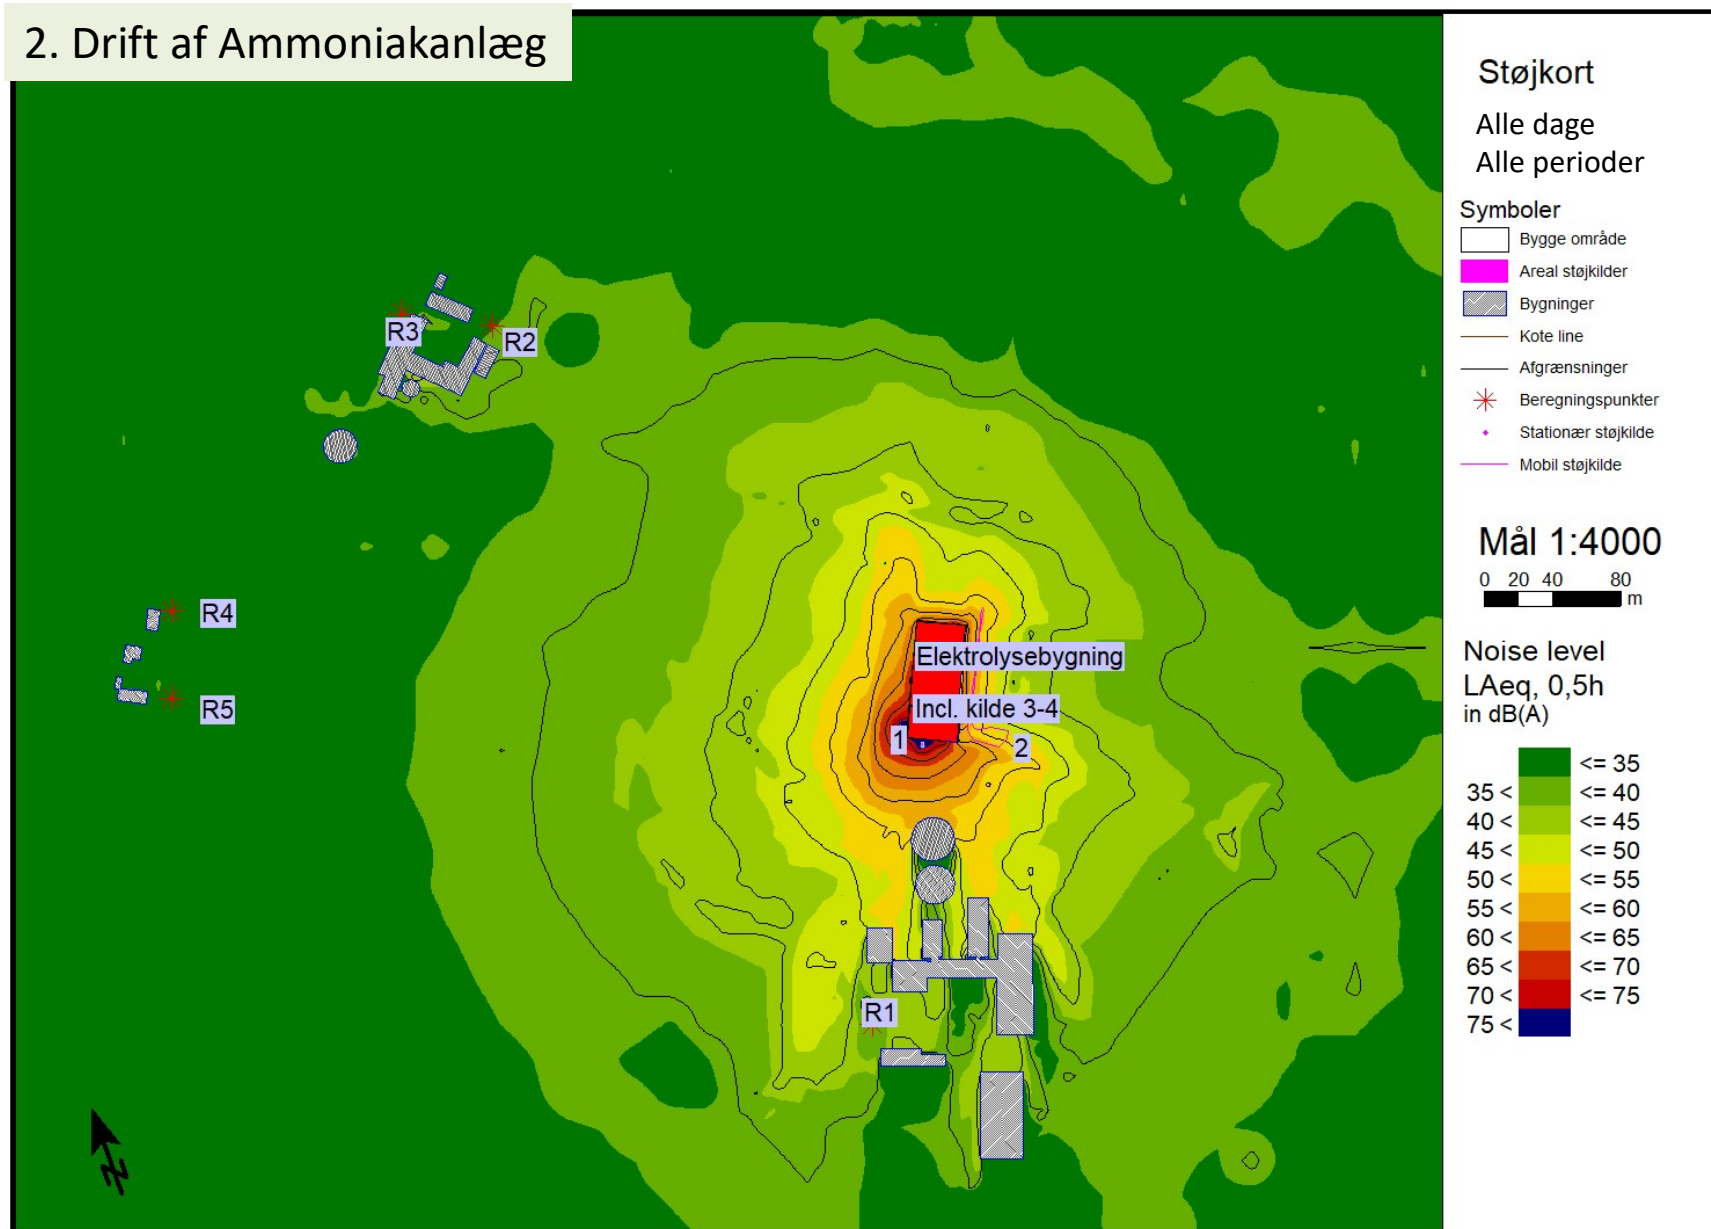 2. Drift af Ammoniakanlæg
Støjkort
Alle dage
Alle perioder
Symboler
Bygge område
Areal støjkilder
Bygninger
Kote line
Afgrænsninger
Beregningspunkter
Stationær støjkilde
Mobil støjkilde
Mål 1:4000
0 20 40 80
m
Noise level
LAeq, 0,5h
in dB(A)
<= 35
35 < <= 40
40 < <= 45
45 < <= 50
50 < <= 55
55 < <= 60
60 < <= 65
65 < <= 70
70 < <= 75
75 <
R3
R2
R4
R5
Elektrolysebygning
Incl. kilde 3-4
1
2
R1
N